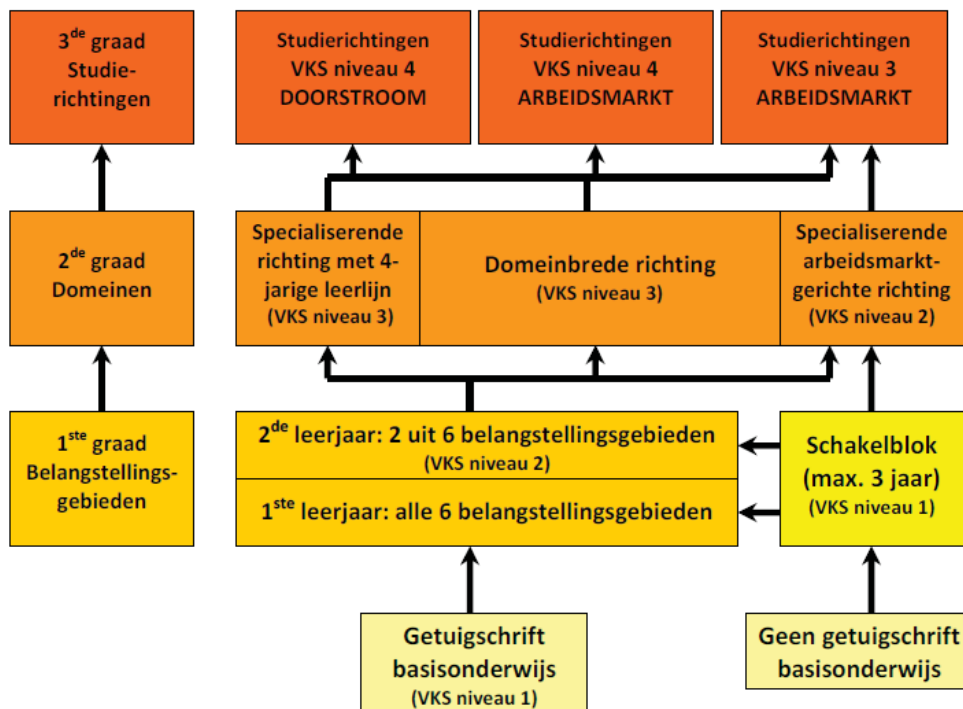 3de graad
Studie-
richtingen
Studierichtingen
VKS niveau 4
DOORSTROOM
Studierichtingen
VKS niveau 4
ARBEIDSMARKT
Studierichtingen
VKS niveau 3
ARBEIDSMARKT
2de graad
Domeinen
Specialiserende
richting met 4-
jarige leerlijn
(VKS niveau 3)
Domeinbrede richting
(VKS niveau 3)
Specialiserende
arbeidsmarkt-
gerichte richting
(VKS niveau 2)
1ste graad
Belangstellings-
gebieden
2de leerjaar: 2 uit 6 belangstellingsgebieden
(VKS niveau 2)
1ste leerjaar: alle 6 belangstellingsgebieden
Schakelblok
(max. 3 jaar)
(VKS niveau 1)
Getuigschrift
basisonderwijs
(VKS niveau 1)
Geen getuigschrift
basisonderwijs